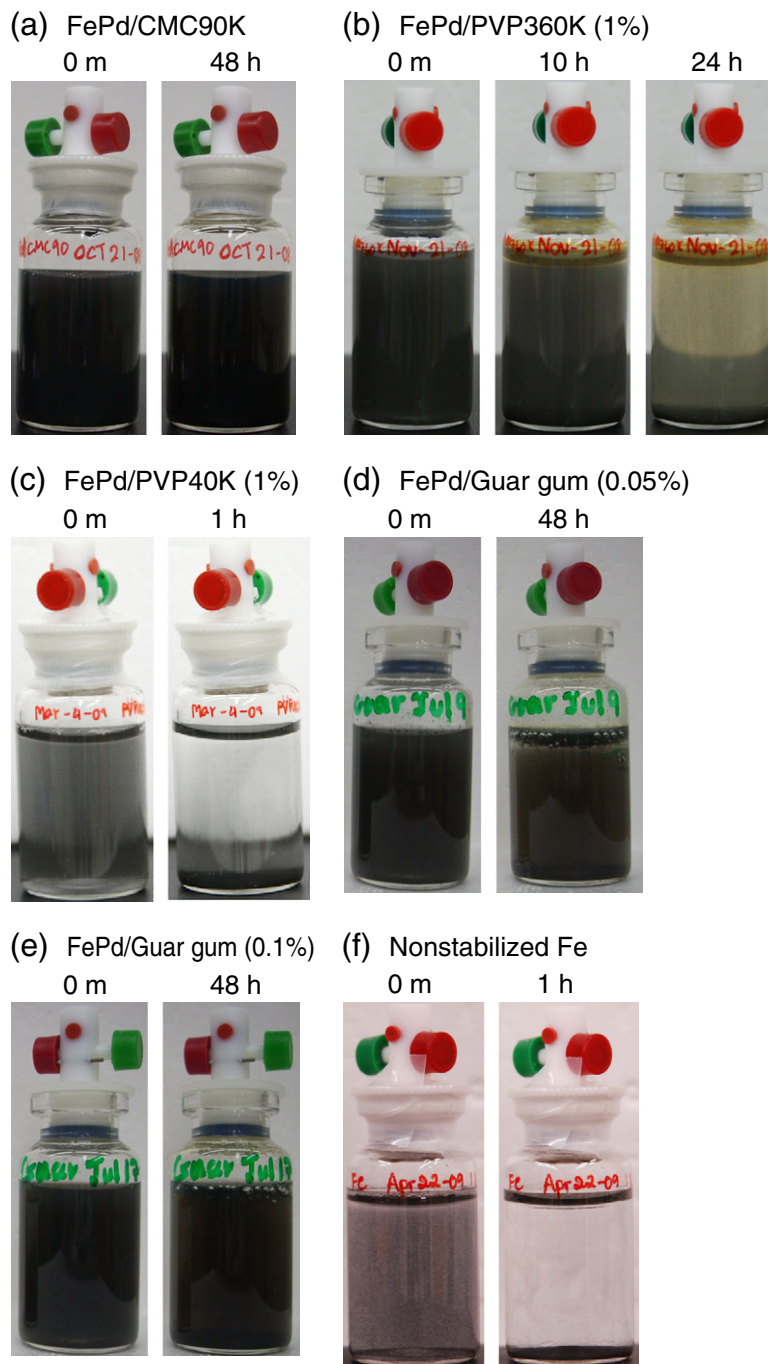 (a) FePd/CMC90K
0 m 48 h
CMC90 OCT 21-08
CMC90 OCT 21-08
(b) FePd/PVP360K (1%)
0 m 10 h 24 h
Nov-21-09
Nov-21-09
Nov-21-09
(c) FePd/PVP40K (1%)
0 m 1 h
Mar-4-09
Mar-4-09
(d) FePd/Guar gum (0.05%)
0 m 48 h
Guar Jul 9
Guar Jul 9
(e) FePd/Guar gum (0.1%)
0 m 48 h
Guar Jul 17
Guar Jul 17
(f) Nonstabilized Fe
0 m 1 h
Fe Apr 22-09
Fe Apr 22-09